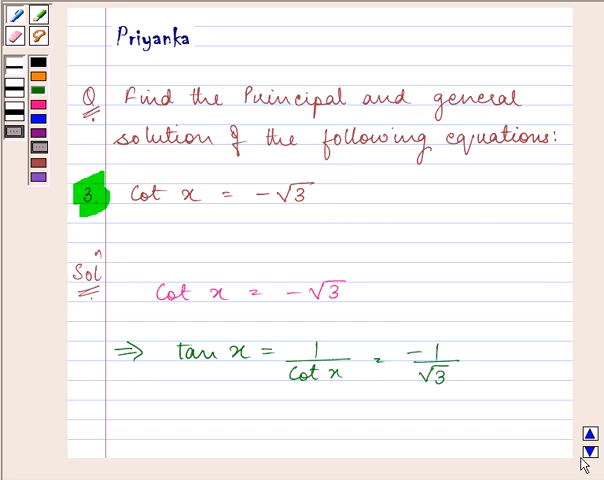 Priyanka
Q Find the Principal and general
solution of the following equations:
3. Cot x = -√3
Solⁿ
Cot x = -√3
⇒ tan x = 1/Cot x = -1/√3